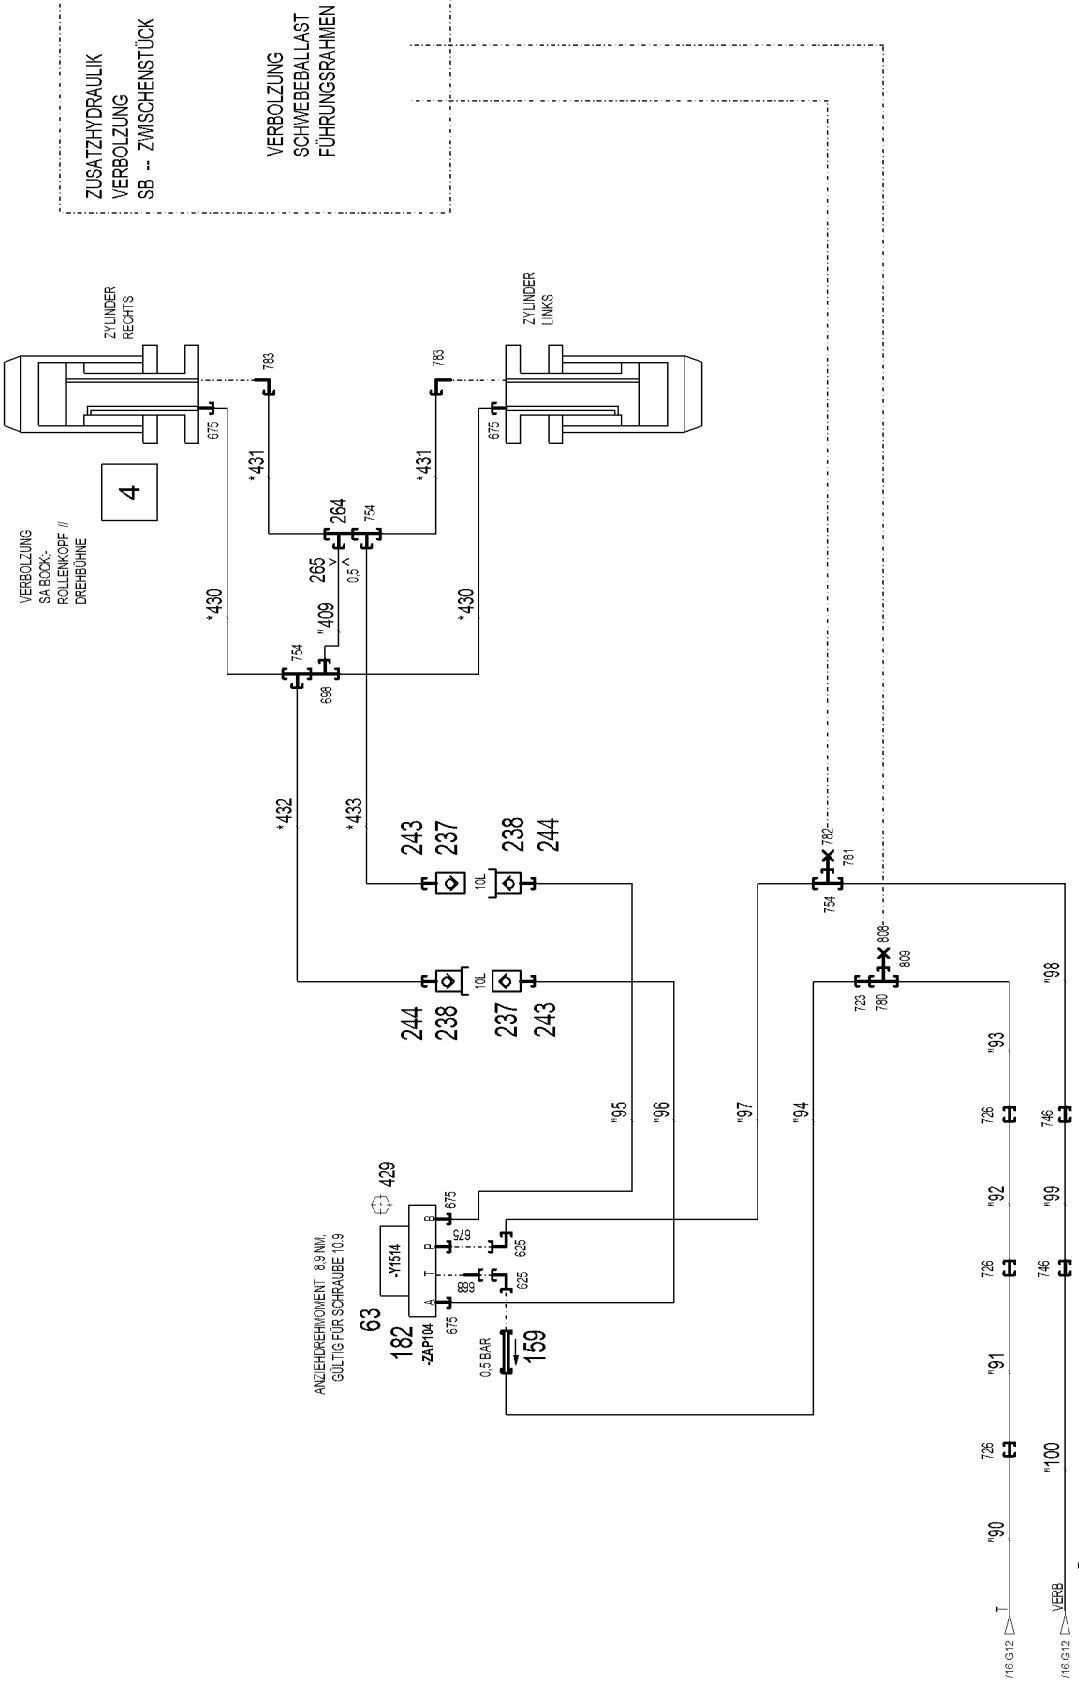 ZUSATZHYDRAULIK
VERBOLZUNG
SB -- ZWISCHENSTÜCK
VERBOLZUNG
SCHWEBEBALLAST
FÜHRUNGSRAHMEN
ZYLINDER
RECHTS
ZYLINDER
LINKS
VERBOLZUNG
SA BOCK:-
ROLLENKOPF //
DREHBÜHNE
4
675
783
783
675
*431
*431
*430
*430
264
754
265
0,5
"409
754
698
*432
*433
243
237
10L
238
244
244
238
10L
237
243
782
781
754
808
809
723
780
"95
"96
"97
"94
"93
"98
726
746
"92
"99
726
746
"91
726
"100
"90
ANZIEHDREHMOMENT 8.9 NM,
GÜLTIG FÜR SCHRAUBE 10.9
429
63
-Y1514
182
-ZAP104
A
T
P
B
675
675
675
688
625
625
0,5 BAR
159
T
VERB
/16.G12
/16.G12